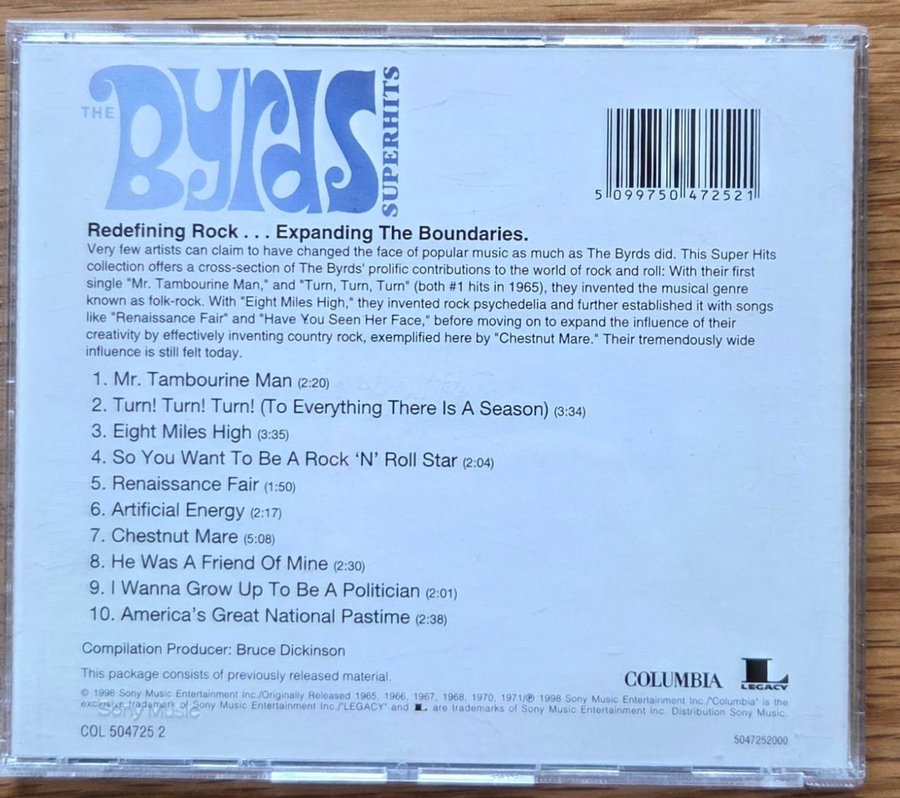 THE BYRDS SUPERHITS
5 099750 472521
Redefining Rock . . . Expanding The Boundaries.
Very few artists can claim to have changed the face of popular music as much as The Byrds did. This Super Hits
collection offers a cross-section of The Byrds' prolific contributions to the world of rock and roll: With their first
single "Mr. Tambourine Man," and "Turn, Turn, Turn" (both #1 hits in 1965), they invented the musical genre
known as folk-rock. With "Eight Miles High," they invented rock psychedelia and further established it with songs
like "Renaissance Fair" and "Have You Seen Her Face," before moving on to expand the influence of their
creativity by effectively inventing country rock, exemplified here by "Chestnut Mare." Their tremendously wide
influence is still felt today.
1. Mr. Tambourine Man (2:20)
2. Turn! Turn! Turn! (To Everything There Is A Season) (3:34)
3. Eight Miles High (3:35)
4. So You Want To Be A Rock ‘N’ Roll Star (2:04)
5. Renaissance Fair (1:50)
6. Artificial Energy (2:17)
7. Chestnut Mare (5:08)
8. He Was A Friend Of Mine (2:30)
9. I Wanna Grow Up To Be A Politician (2:01)
10. America's Great National Pastime (2:38)
Compilation Producer: Bruce Dickinson
This package consists of previously released material.
COLUMBIA
L
LEGACY
© 1998 Sony Music Entertainment Inc./Originally Released 1965, 1966, 1967, 1968, 1970, 1971/℗ 1998 Sony Music Entertainment Inc./"Columbia" is the
exclusive trademark of Sony Music Entertainment Inc./"LEGACY" and L are trademarks of Sony Music Entertainment Inc. Distribution Sony Music.
Sony Music
COL 504725 2
5047252000